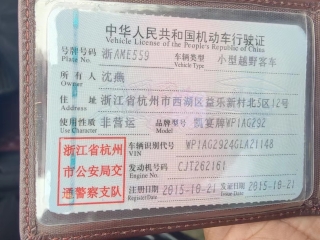 中华人民共和国机动车行驶证
Vehicle License of the People's Republic of China
号牌号码 浙AME559 车辆类型 小型越野客车
Plate No. Vehicle Type
所有人 沈燕
Owner
住址 浙江省杭州市西湖区益乐新村北5区12号
Address
使用性质 非营运 品牌型号 凯宴牌WP1AG292
Use Character Model
浙江省杭州市公安局交通警察支队
车辆识别代号 WP1AG2924GLA21148
VIN
发动机号码 CJT262161
Engine No.
注册日期 2015-10-21 发证日期 2015-10-21
Register Date Issue Date